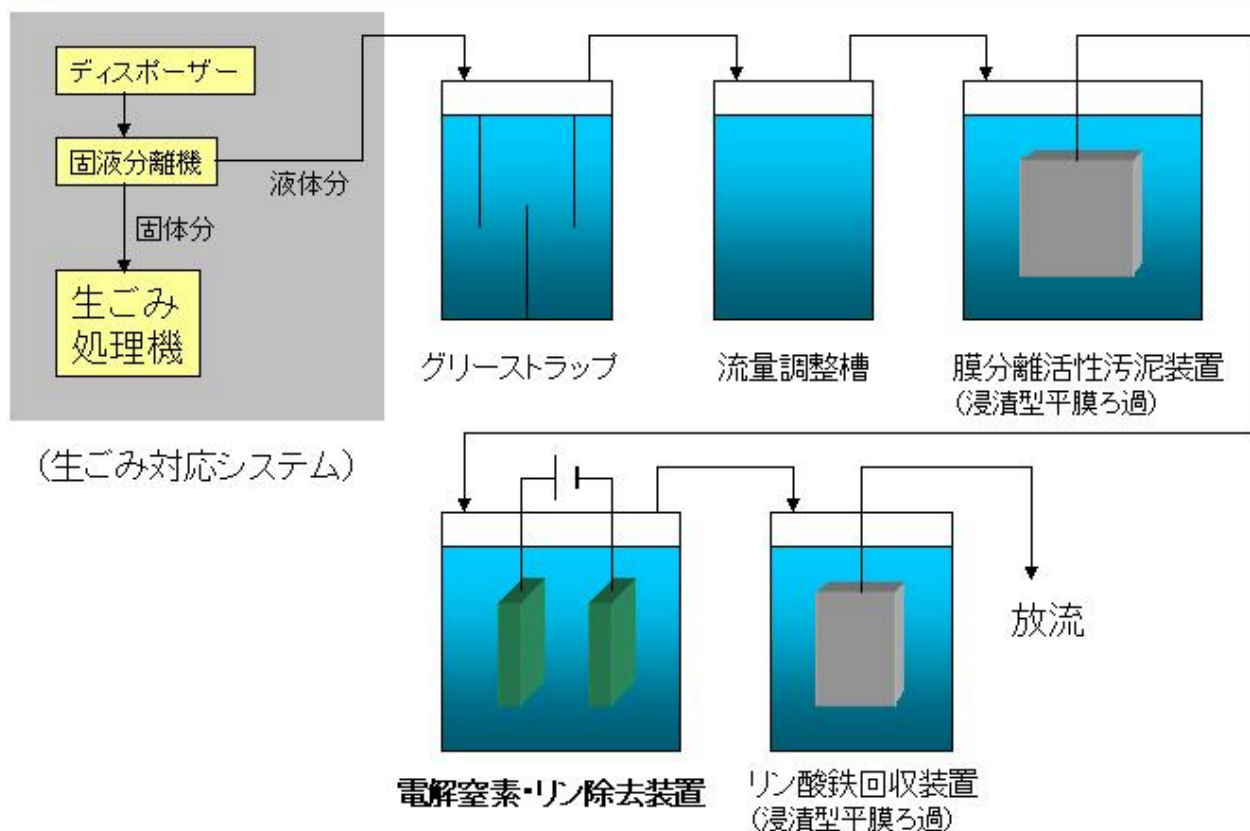 ディスポーザー
固液分離機
液体分
固体分
生ごみ
処理機
(生ごみ対応システム)
グリーストラップ
流量調整槽
膜分離活性汚泥装置
(浸漬型平膜ろ過)
電解窒素・リン除去装置
リン酸鉄回収装置
(浸漬型平膜ろ過)
放流